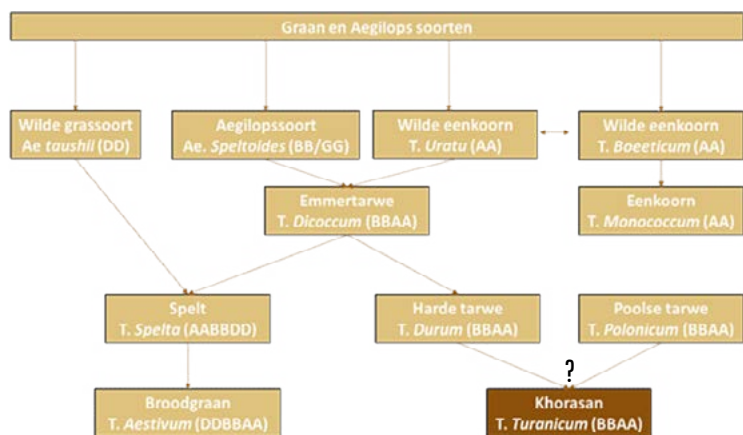 Graan en Aegilops soorten
Wilde grassoort
Ae taushii (DD)
Aegilopssoort
Ae. Speltoides (BB/GG)
Wilde eenkoorn
T. Uratu (AA)
Wilde eenkoorn
T. Boeeticum (AA)
Emmertarwe
T. Dicoccum (BBAA)
Eenkoorn
T. Monococcum (AA)
Spelt
T. Spelta (AABBDD)
Harde tarwe
T. Durum (BBAA)
Poolse tarwe
T. Polonicum (BBAA)
?
Broodgraan
T. Aestivum (DDBBAA)
Khorasan
T. Turanicum (BBAA)